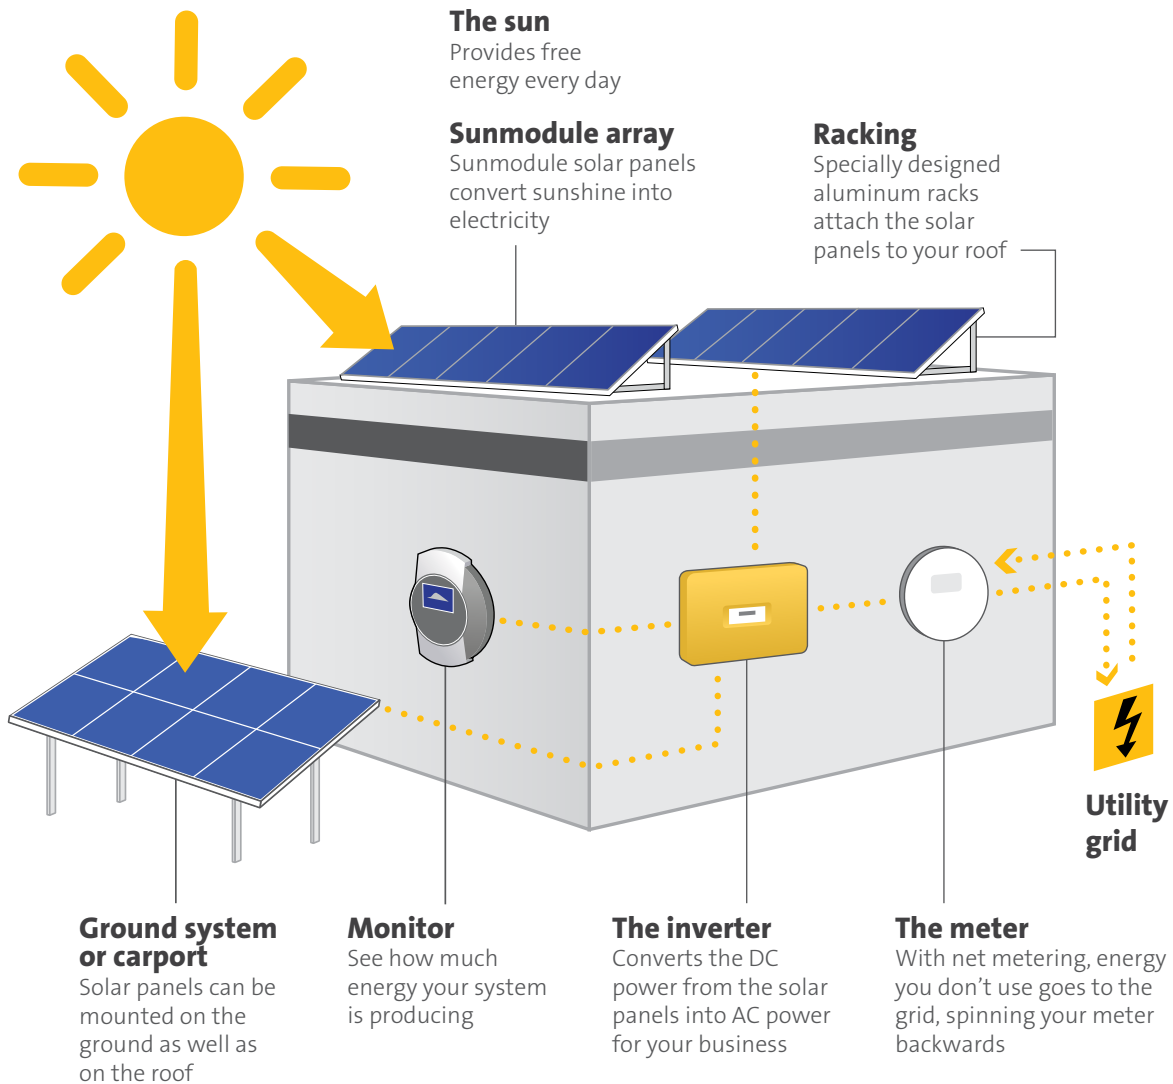 The sun
Provides free
energy every day
Sunmodule array
Sunmodule solar panels
convert sunshine into
electricity
Racking
Specially designed
aluminum racks
attach the solar
panels to your roof
Utility
grid
Ground system
or carport
Solar panels can be
mounted on the
ground as well as
on the roof
Monitor
See how much
energy your system
is producing
The inverter
Converts the DC
power from the solar
panels into AC power
for your business
The meter
With net metering, energy
you don’t use goes to the
grid, spinning your meter
backwards